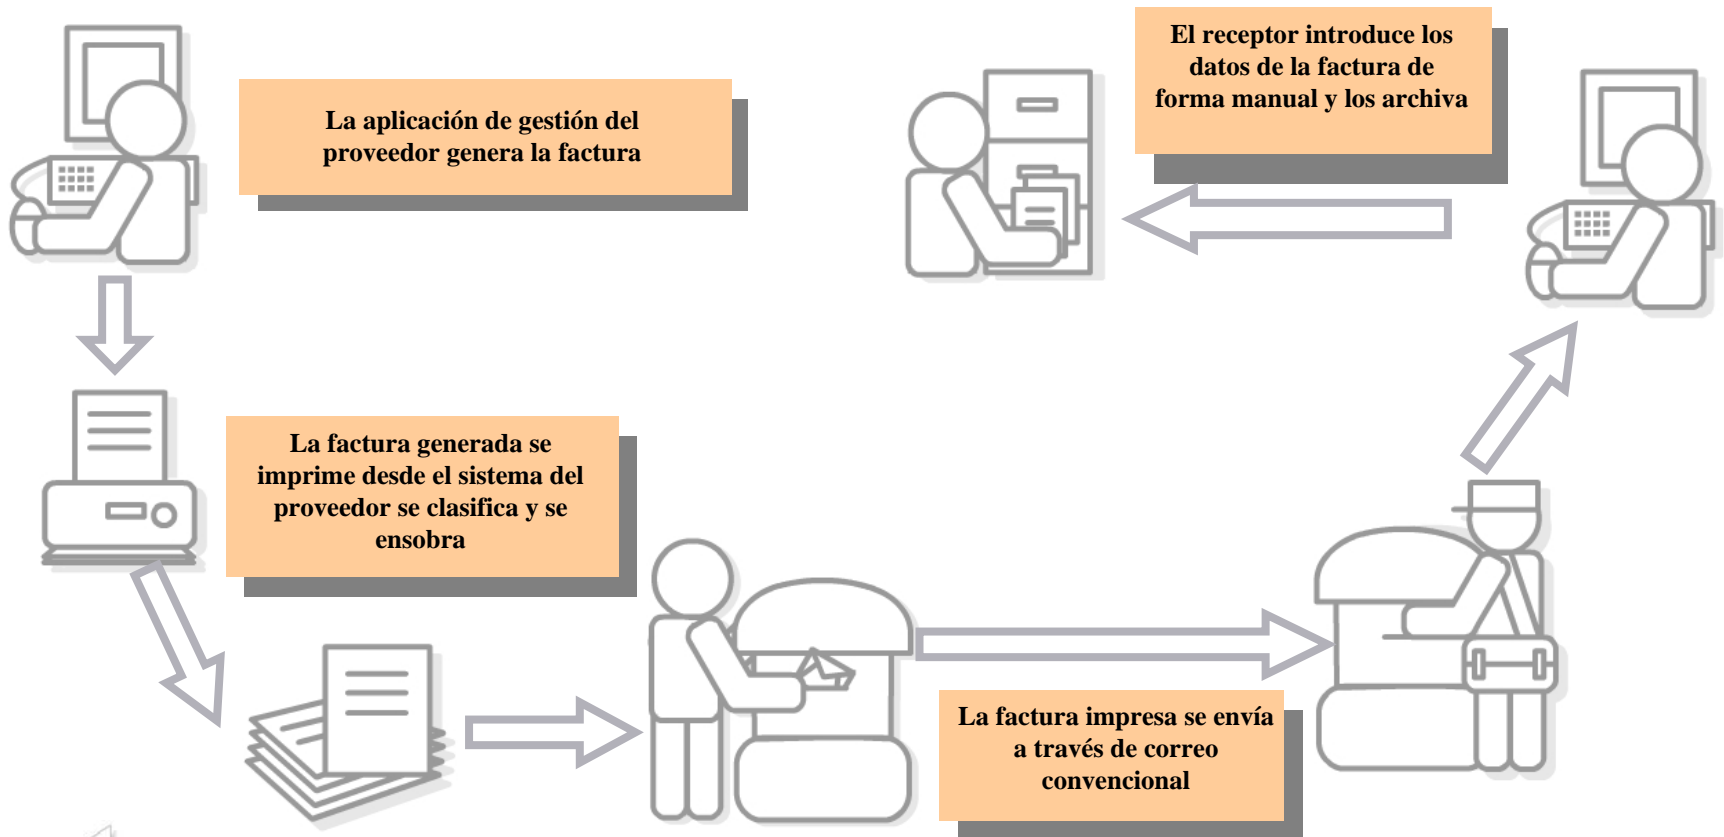 La aplicación de gestión del
proveedor genera la factura
La factura generada se
imprime desde el sistema del
proveedor se clasifica y se
ensobra
La factura impresa se envía
a través de correo
convencional
El receptor introduce los
datos de la factura de
forma manual y los archiva